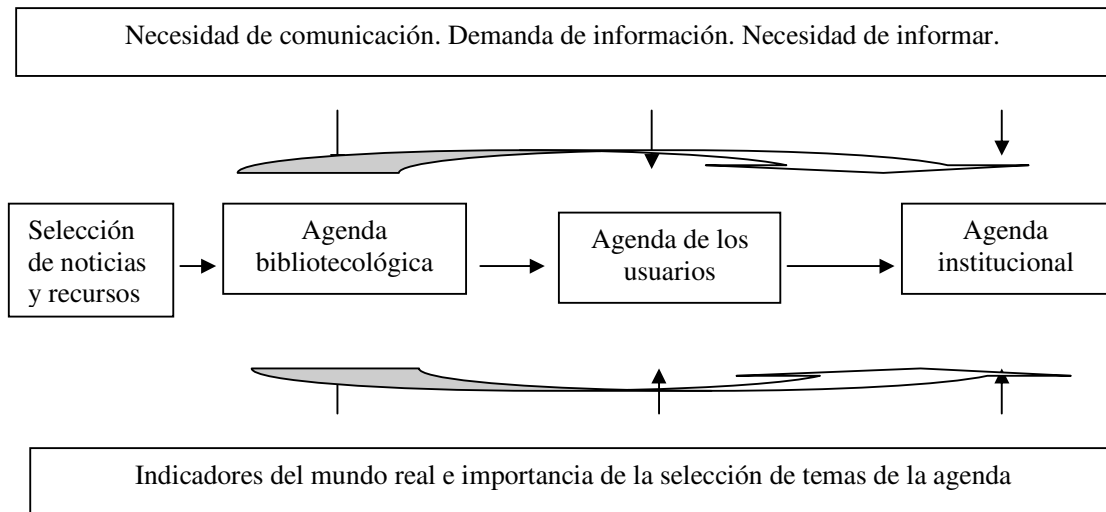 Necesidad de comunicación. Demanda de información. Necesidad de informar.
Selección
de noticias
y recursos
Agenda
bibliotecológica
Agenda de los
usuarios
Agenda
institucional
Indicadores del mundo real e importancia de la selección de temas de la agenda